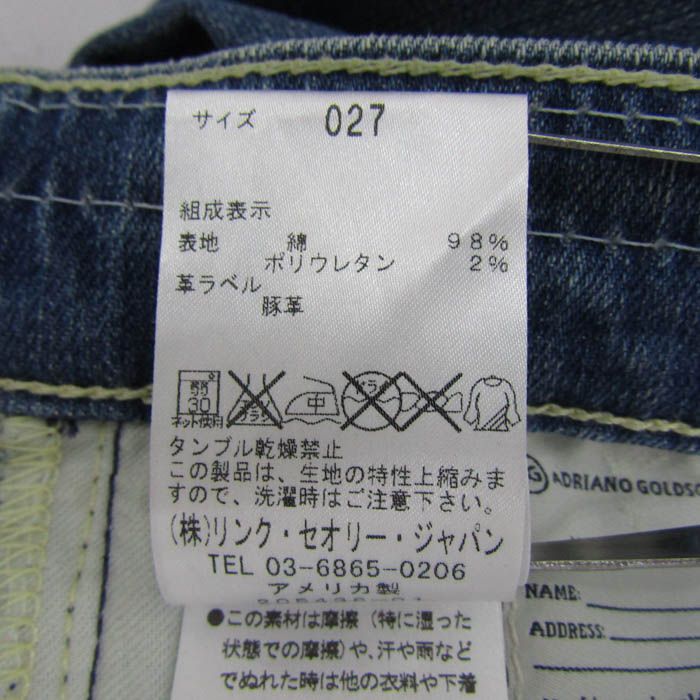 サイズ 027
組成表示
表地 綿 98%
ポリウレタン 2%
革ラベル
豚革
弱
30
ネット使用
中
タンブル乾燥禁止
この製品は、生地の特性上縮みま
すので、洗濯時はご注意下さい。
(株)リンク・セオリー・ジャパン
TEL 03-6865-0206
アメリカ製
●この素材は摩擦（特に湿った
状態での摩擦）や、汗や雨など
でぬれた時は他の衣料や下着
ADRIANO GOLDSC
NAME:
ADDRESS: